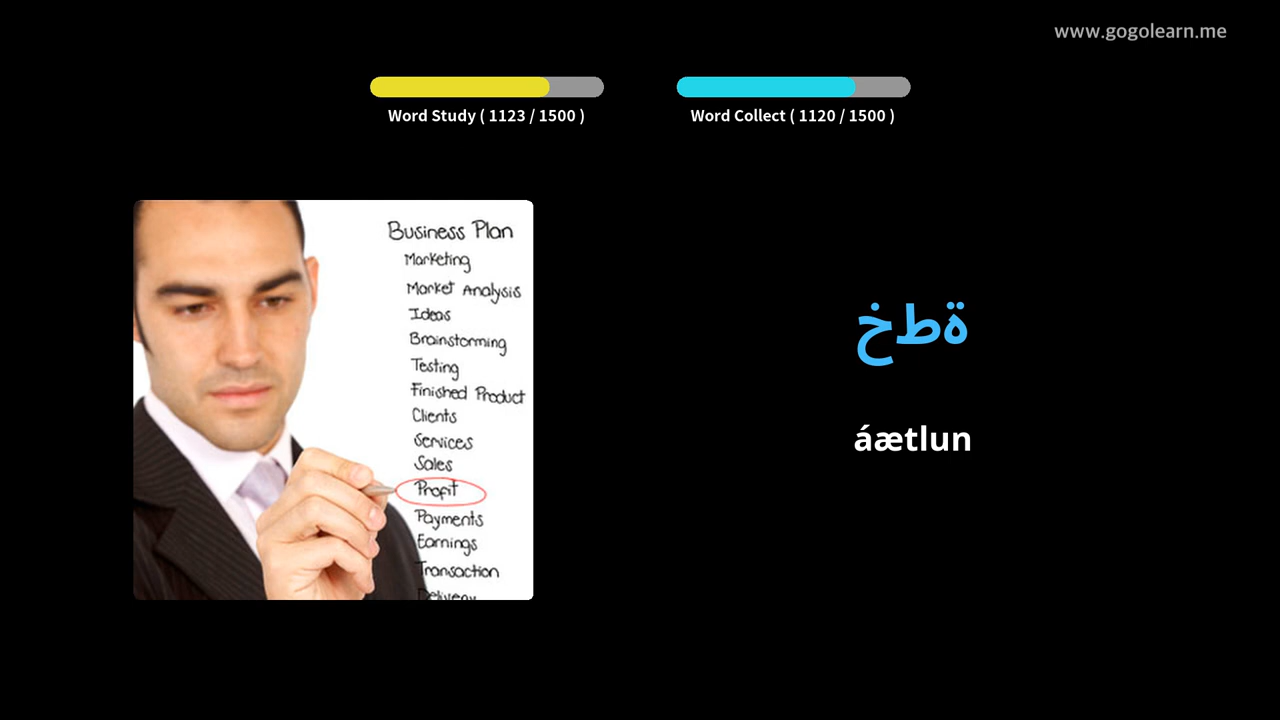 www.gogolearn.me
Word Study ( 1123 / 1500 )
Word Collect ( 1120 / 1500 )
Business Plan
Marketing
Market Analysis
Ideas
Brainstorming
Testing
Finished Product
Clients
Services
Sales
Profit
Payments
Earnings
Transaction
Delivery
خطة
áætlun